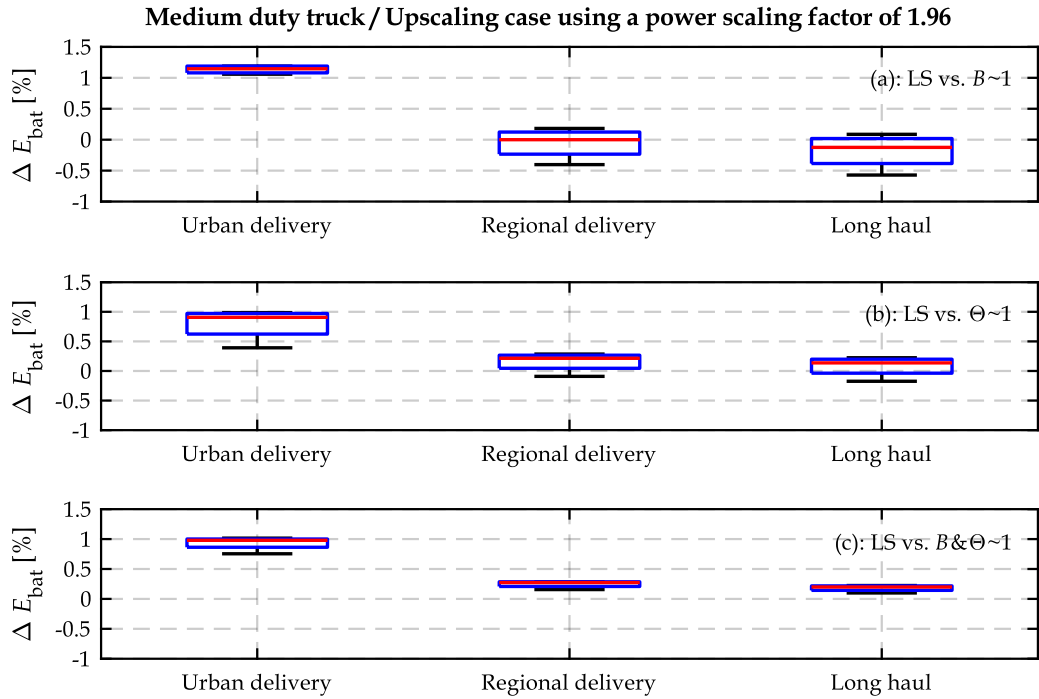 Medium duty truck / Upscaling case using a power scaling factor of 1.96
Δ E_bat [%]
1.5
1
0.5
0
-0.5
-1
(a): LS vs. B~1
Urban delivery Regional delivery Long haul
Δ E_bat [%]
1.5
1
0.5
0
-0.5
-1
(b): LS vs. Θ~1
Urban delivery Regional delivery Long haul
Δ E_bat [%]
1.5
1
0.5
0
-0.5
-1
(c): LS vs. B&Θ~1
Urban delivery Regional delivery Long haul